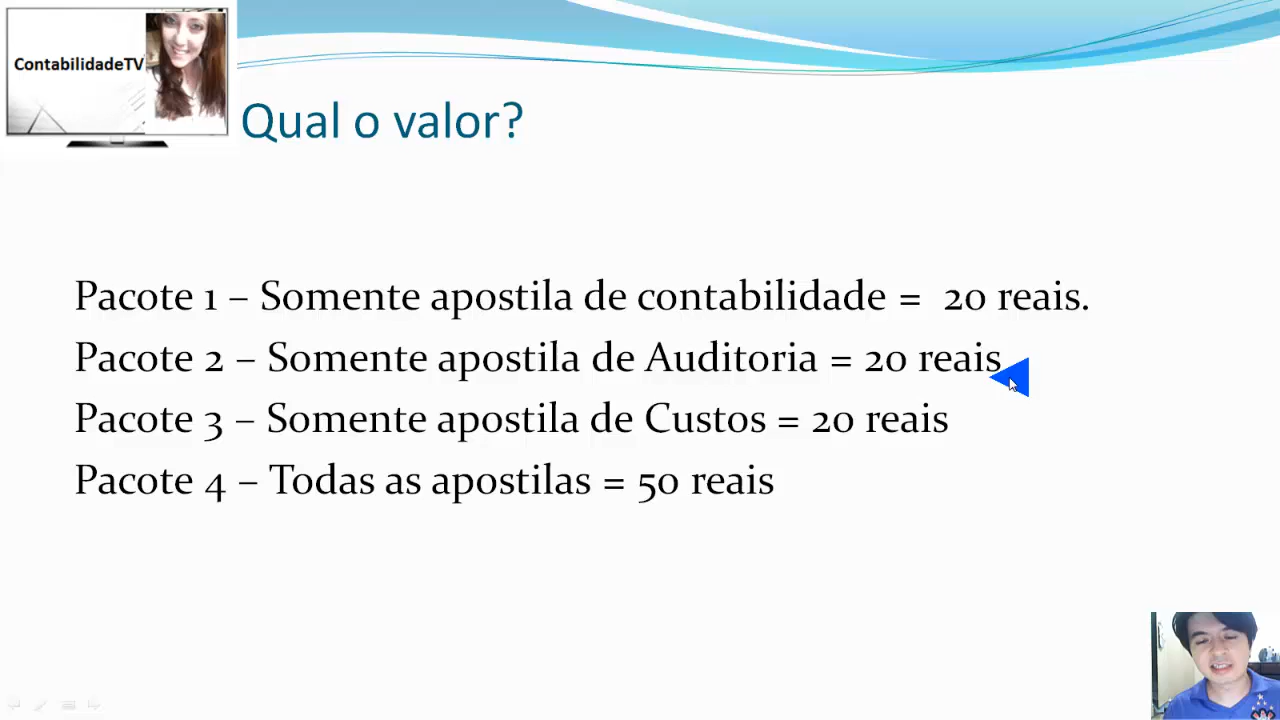 ContabilidadeTV
Qual o valor?
Pacote 1 – Somente apostila de contabilidade = 20 reais.
Pacote 2 – Somente apostila de Auditoria = 20 reais
Pacote 3 – Somente apostila de Custos = 20 reais
Pacote 4 – Todas as apostilas = 50 reais